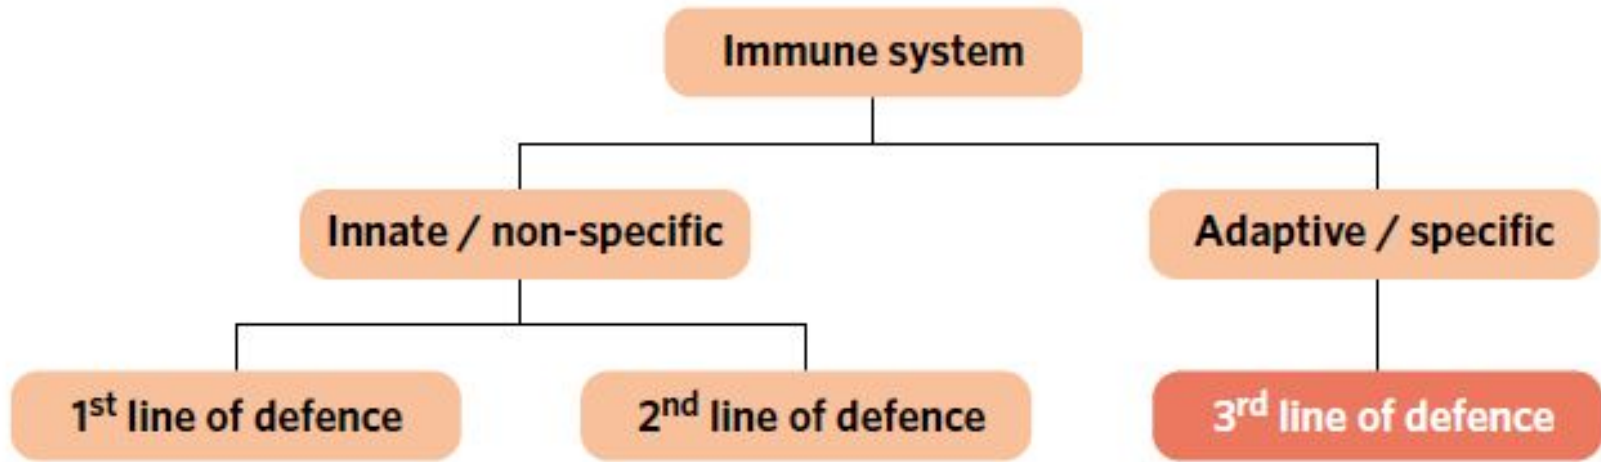 Immune system
Innate / non-specific
Adaptive / specific
1st line of defence
2nd line of defence
3rd line of defence